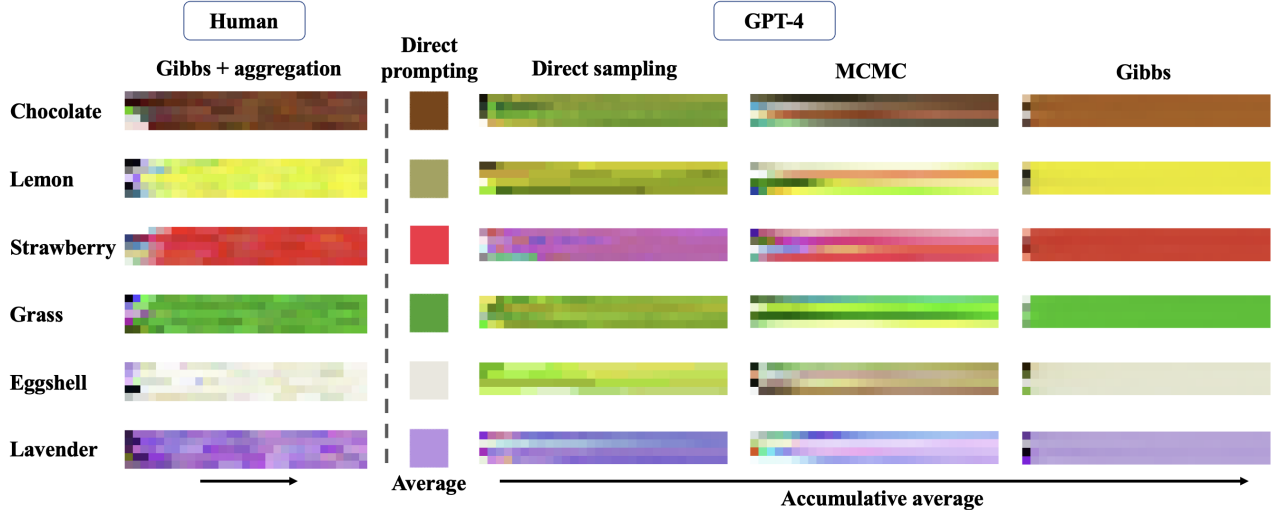 Human
GPT-4
Gibbs + aggregation
Direct
prompting
Direct sampling
MCMC
Gibbs
Chocolate
Lemon
Strawberry
Grass
Eggshell
Lavender
Average
Accumulative average